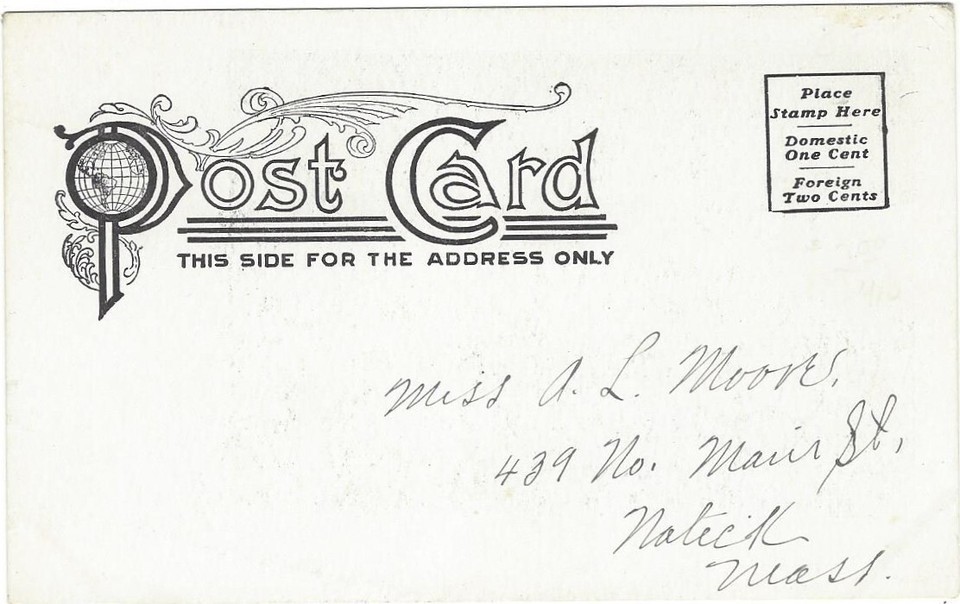 Post Card
THIS SIDE FOR THE ADDRESS ONLY
Place
Stamp Here
Domestic
One Cent
Foreign
Two Cents
Miss A. L. Moore,
439 No. Main St,
Natick
Mass.